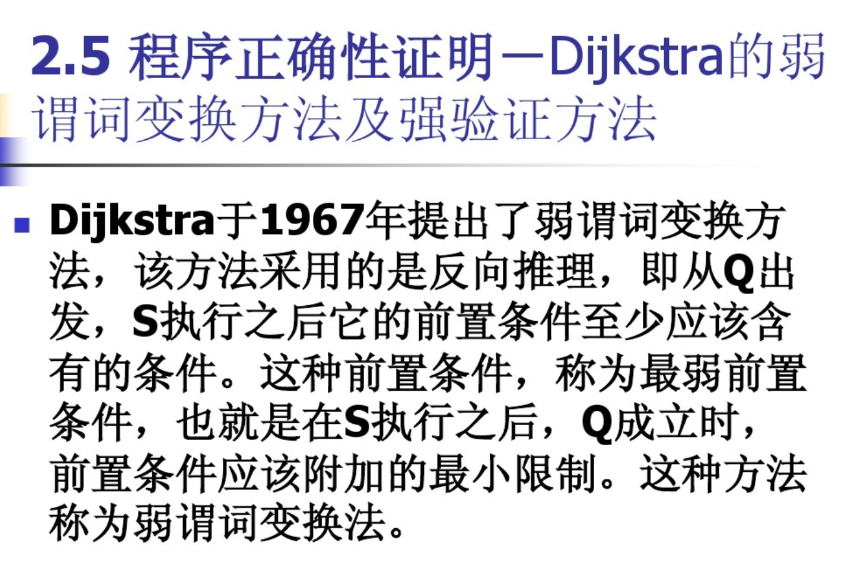 2.5 程序正确性证明－Dijkstra的弱
谓词变换方法及强验证方法
Dijkstra于1967年提出了弱谓词变换方
法，该方法采用的是反向推理，即从Q出
发，S执行之后它的前置条件至少应该含
有的条件。这种前置条件，称为最弱前置
条件，也就是在S执行之后，Q成立时，
前置条件应该附加的最小限制。这种方法
称为弱谓词变换法。